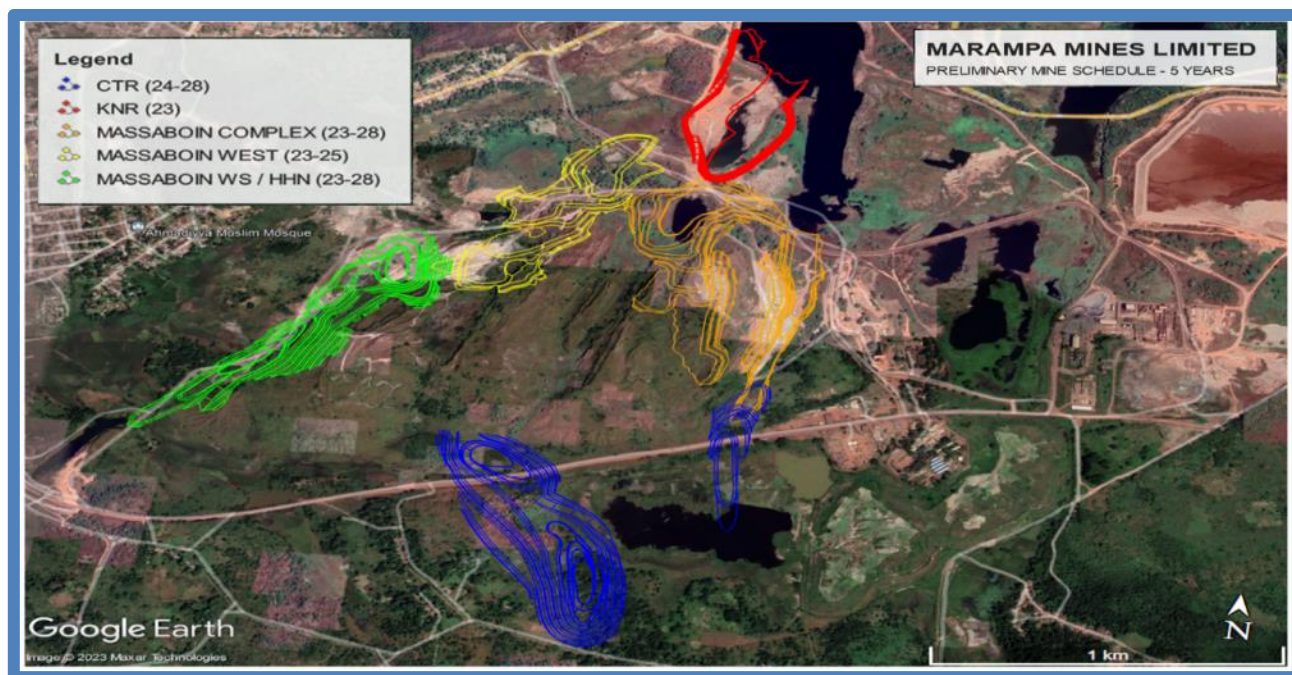 Legend
CTR (24-28)
KNR (23)
MASSABOIN COMPLEX (23-28)
MASSABOIN WEST (23-25)
MASSABOIN WS / HHN (23-28)
MARAMPA MINES LIMITED
PRELIMINARY MINE SCHEDULE - 5 YEARS
Ahmadiyya Moslim Mosque
Google Earth
Image © 2023 Maxar Technologies
N
1 km